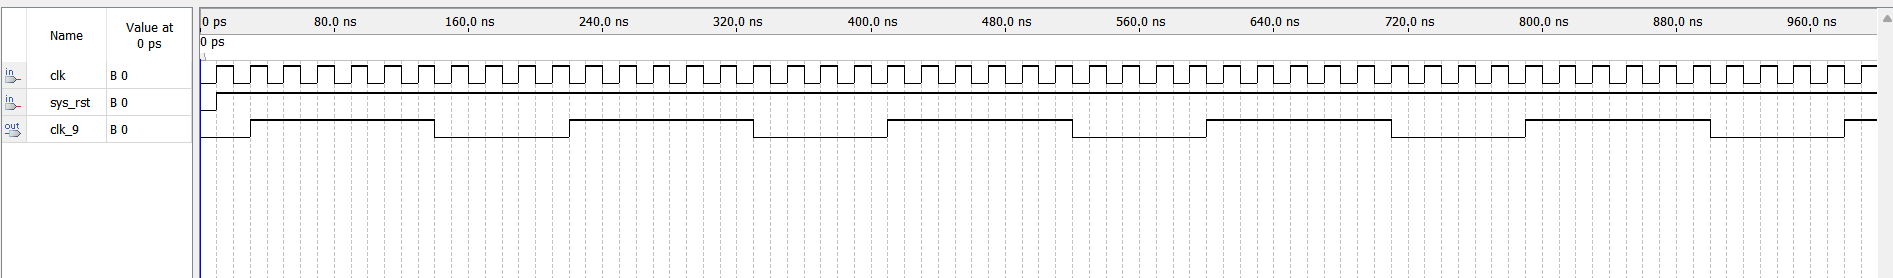 Name
Value at
0 ps
0 ps 80.0 ns 160.0 ns 240.0 ns 320.0 ns 400.0 ns 480.0 ns 560.0 ns 640.0 ns 720.0 ns 800.0 ns 880.0 ns 960.0 ns
0 ps
in clk B 0
in sys_rst B 0
out clk_9 B 0